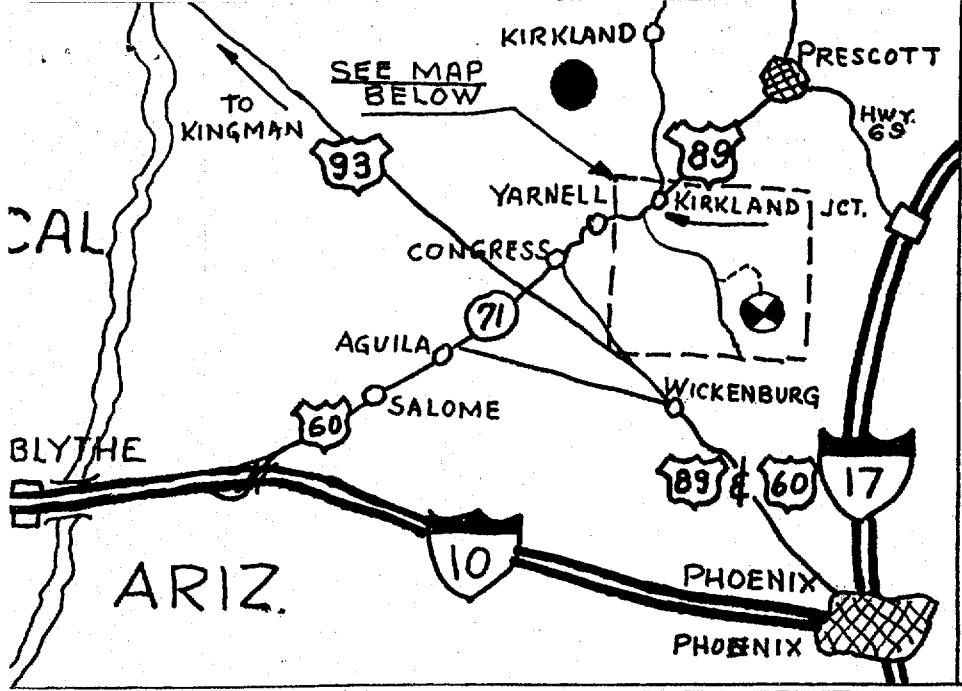 KIRKLAND
PRESCOTT
SEE MAP
BELOW
TO
KINGMAN
HWY.
69
93
89
CAL.
YARNELL
KIRKLAND JCT.
CONGRESS
71
AGUILA
SALOME
WICKENBURG
60
BLYTHE
89 & 60
17
10
ARIZ.
PHOENIX
PHOENIX